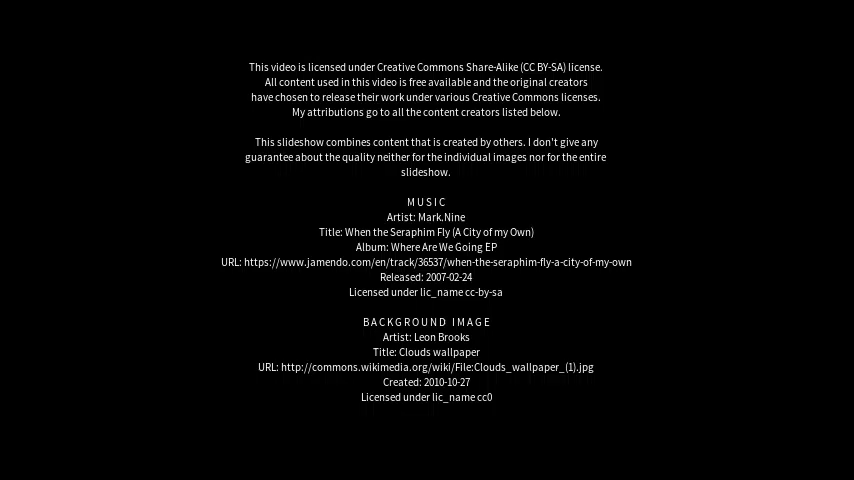 This video is licensed under Creative Commons Share-Alike (CC BY-SA) license.
All content used in this video is free available and the original creators
have chosen to release their work under various Creative Commons licenses.
My attributions go to all the content creators listed below.
This slideshow combines content that is created by others. I don't give any
guarantee about the quality neither for the individual images nor for the entire
slideshow.
MUSIC
Artist: Mark.Nine
Title: When the Seraphim Fly (A City of my Own)
Album: Where Are We Going EP
URL: https://www.jamendo.com/en/track/36537/when-the-seraphim-fly-a-city-of-my-own
Released: 2007-02-24
Licensed under lic_name cc-by-sa
BACKGROUND IMAGE
Artist: Leon Brooks
Title: Clouds wallpaper
URL: http://commons.wikimedia.org/wiki/File:Clouds_wallpaper_(1).jpg
Created: 2010-10-27
Licensed under lic_name cc0